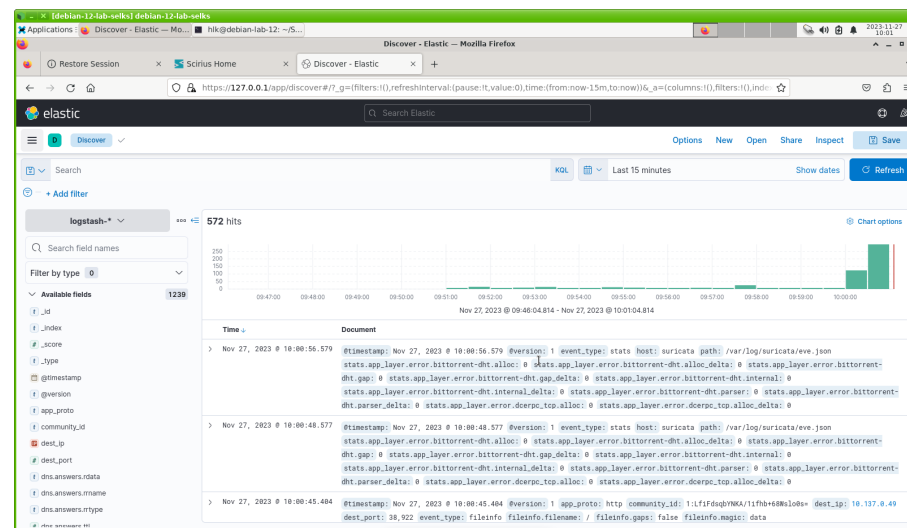 [debian-12-lab-selks] debian-12-lab-selks
Applications Discover - Elastic — Mo... hlk@debian-lab-12: ~/S... 2023-11-27
10:01
Discover - Elastic — Mozilla Firefox
Restore Session × Scirius Home × Discover - Elastic × +
https://127.0.0.1/app/discover#/?_g=(filters:!(),refreshInterval:(pause:!t,value:0),time:(from:now-15m,to:now))&_a=(columns:!(),filters:!(),index
elastic Search Elastic
D Discover Options New Open Share Inspect Save
Search KQL Last 15 minutes Show dates Refresh
+ Add filter
logstash-* 572 hits Chart options
Search field names
Filter by type 0
Available fields 1239
250
200
150
100
50
0
09:47:00 09:48:00 09:49:00 09:50:00 09:51:00 09:52:00 09:53:00 09:54:00 09:55:00 09:56:00 09:57:00 09:58:00 09:59:00 10:00:00
Nov 27, 2023 @ 09:46:04.814 - Nov 27, 2023 @ 10:01:04.814
t _id
t _index
# _score
t _type
@timestamp
t @version
t app_proto
t community_id
dest_ip
# dest_port
t dns.answers.rdata
t dns.answers.rrname
t dns.answers.rrtype
# dns.answers.ttl
Time Document
Nov 27, 2023 @ 10:00:56.579 @timestamp: Nov 27, 2023 @ 10:00:56.579 @version: 1 event_type: stats host: suricata path: /var/log/suricata/eve.json
stats.app_layer.error.bittorrent-dht.alloc: 0 stats.app_layer.error.bittorrent-dht.alloc_delta: 0 stats.app_layer.error.bittorrent-
dht.gap: 0 stats.app_layer.error.bittorrent-dht.gap_delta: 0 stats.app_layer.error.bittorrent-dht.internal: 0
stats.app_layer.error.bittorrent-dht.internal_delta: 0 stats.app_layer.error.bittorrent-dht.parser: 0 stats.app_layer.error.bittorrent-
dht.parser_delta: 0 stats.app_layer.error.dcerpc_tcp.alloc: 0 stats.app_layer.error.dcerpc_tcp.alloc_delta: 0
Nov 27, 2023 @ 10:00:48.577 @timestamp: Nov 27, 2023 @ 10:00:48.577 @version: 1 event_type: stats host: suricata path: /var/log/suricata/eve.json
stats.app_layer.error.bittorrent-dht.alloc: 0 stats.app_layer.error.bittorrent-dht.alloc_delta: 0 stats.app_layer.error.bittorrent-
dht.gap: 0 stats.app_layer.error.bittorrent-dht.gap_delta: 0 stats.app_layer.error.bittorrent-dht.internal: 0
stats.app_layer.error.bittorrent-dht.internal_delta: 0 stats.app_layer.error.bittorrent-dht.parser: 0 stats.app_layer.error.bittorrent-
dht.parser_delta: 0 stats.app_layer.error.dcerpc_tcp.alloc: 0 stats.app_layer.error.dcerpc_tcp.alloc_delta: 0
Nov 27, 2023 @ 10:00:45.404 @timestamp: Nov 27, 2023 @ 10:00:45.404 @version: 1 app_proto: http community_id: 1:LfiFdsqbYNKA/1ifhb+68Wslo0s= dest_ip: 10.137.0.49
dest_port: 38,922 event_type: fileinfo fileinfo.filename: / fileinfo.gaps: false fileinfo.magic: data